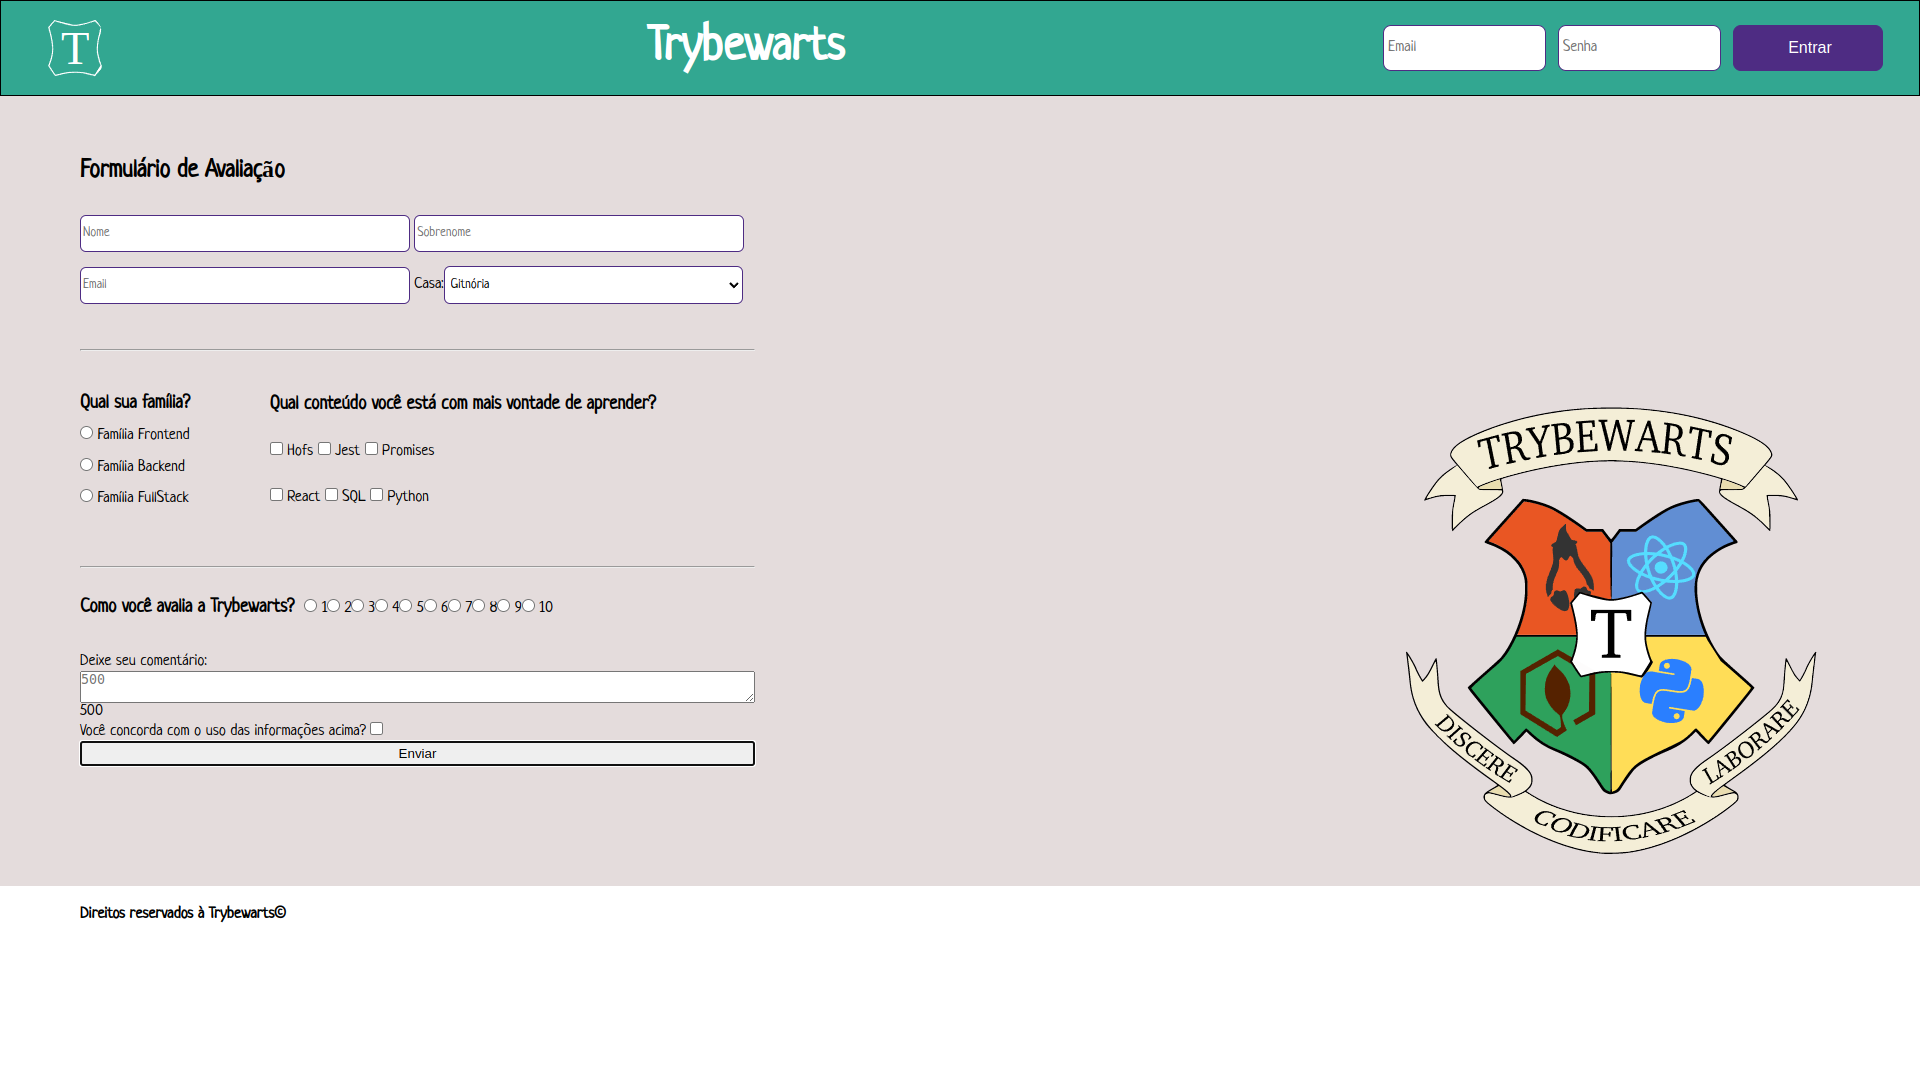 T
Trybewarts
Email
Senha
Entrar
Formulário de Avaliação
Nome
Sobrenome
Email
Casa: Gitnória
Qual sua família?
Família Frontend
Família Backend
Família FullStack
Qual conteúdo você está com mais vontade de aprender?
Hofs Jest Promises
React SQL Python
Como você avalia a Trybewarts? 1 2 3 4 5 6 7 8 9 10
Deixe seu comentário:
500
500
Você concorda com o uso das informações acima?
Enviar
TRYBEWARTS
T
DISCERE
CODIFICARE
LABORARE
Direitos reservados à Trybewarts©